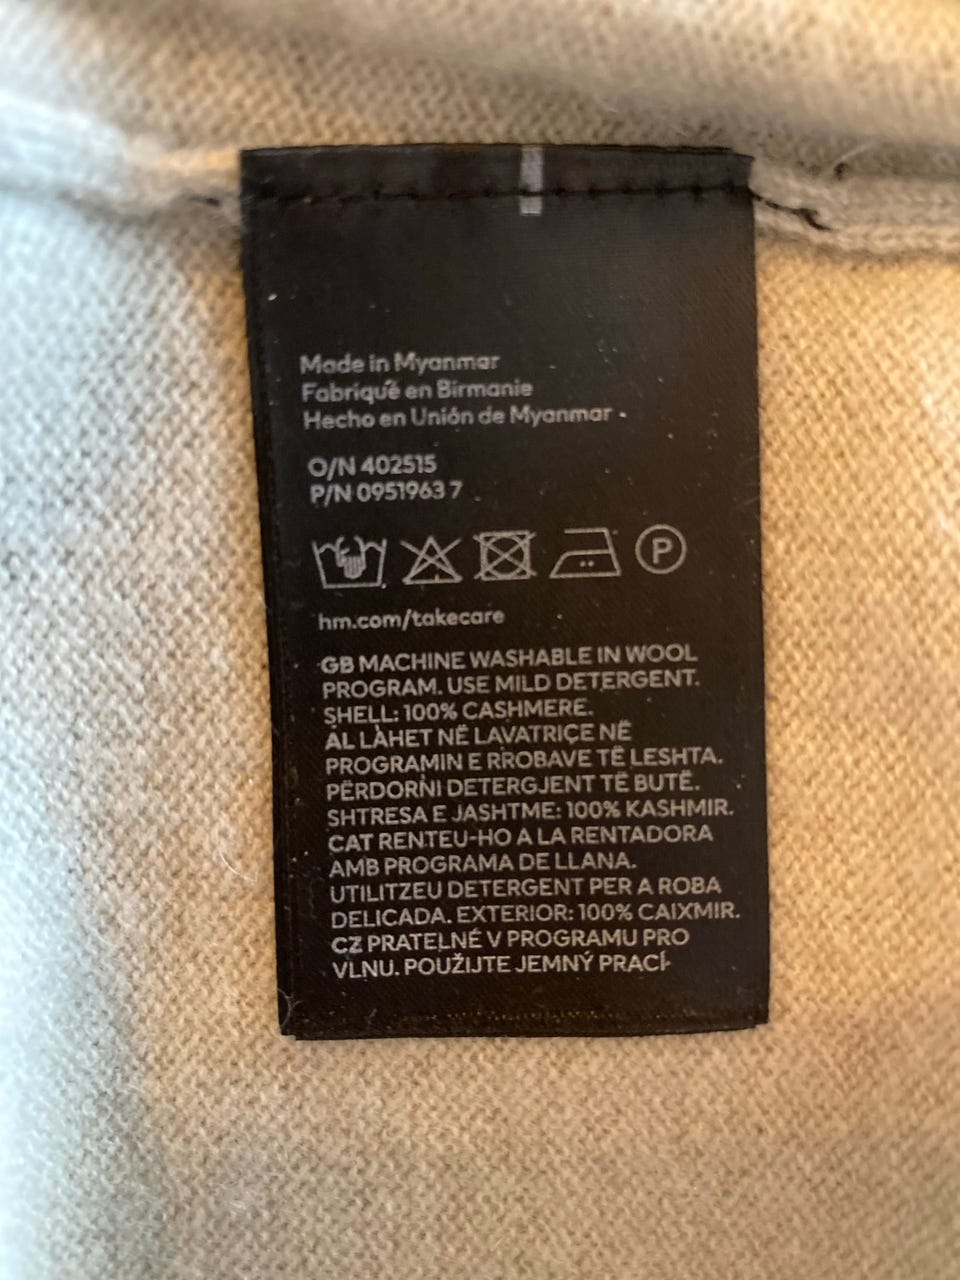 Made in Myanmar
Fabriqué en Birmanie
Hecho en Unión de Myanmar
O/N 402515
P/N 0951963 7
P
hm.com/takecare
GB MACHINE WASHABLE IN WOOL
PROGRAM. USE MILD DETERGENT.
SHELL: 100% CASHMERE.
AL LAHET NË LAVATRIÇE NË
PROGRAMIN E RROBAVE TË LESHTA.
PËRDORNI DETERGJENT TË BUTË.
SHTRESA E JASHTME: 100% KASHMIR.
CAT RENTEU-HO A LA RENTADORA
AMB PROGRAMA DE LLANA.
UTILITZEU DETERGENT PER A ROBA
DELICADA. EXTERIOR: 100% CAIXMIR.
CZ PRATELNÉ V PROGRAMU PRO
VLNU. POUŽIJTE JEMNÝ PRACÍ